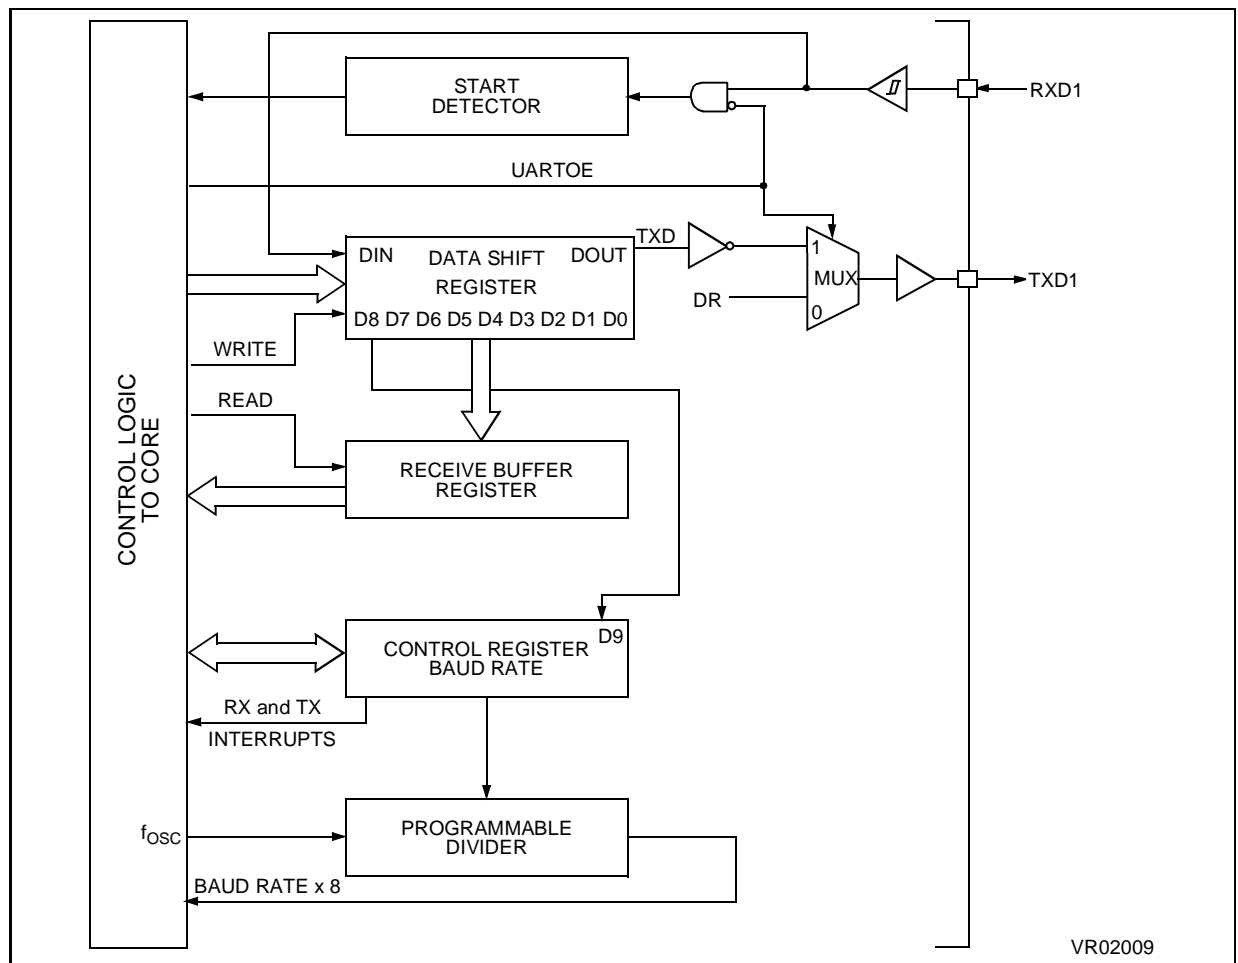 START
DETECTOR
RXD1
UARTOE
TXD
DIN DATA SHIFT DOUT
REGISTER
D8 D7 D6 D5 D4 D3 D2 D1 D0
1
MUX
0
DR
TXD1
WRITE
READ
CONTROL LOGIC
TO CORE
RECEIVE BUFFER
REGISTER
D9
CONTROL REGISTER
BAUD RATE
RX and TX
INTERRUPTS
fOSC
PROGRAMMABLE
DIVIDER
BAUD RATE x 8
VR02009